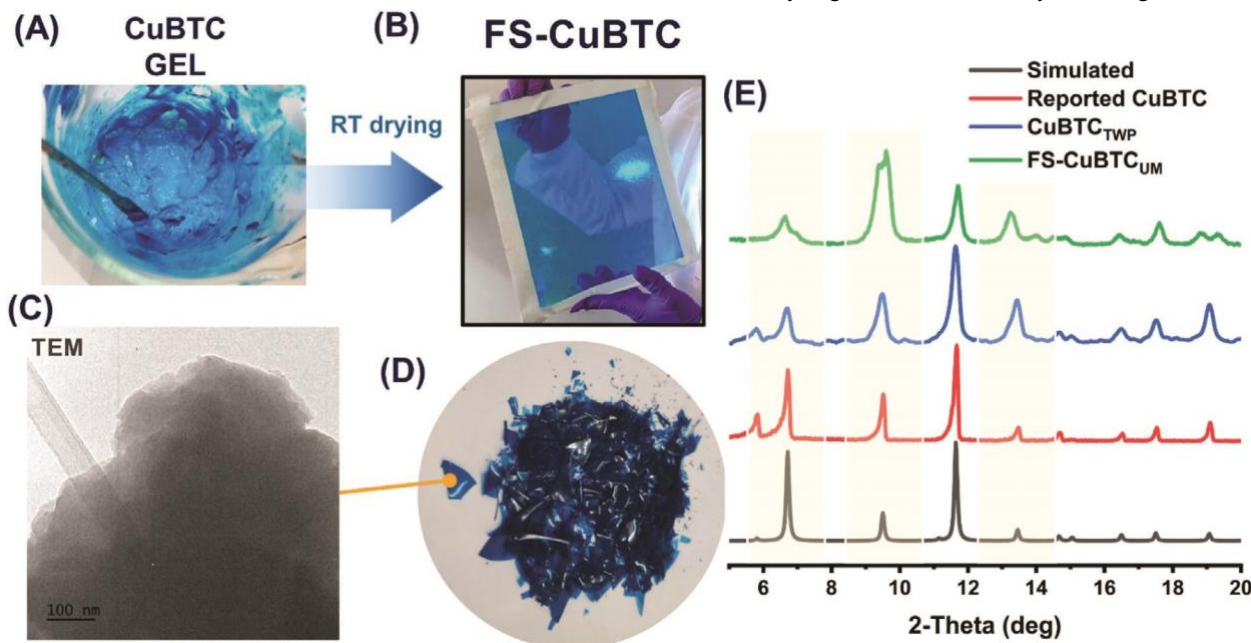 (A)
CuBTC
GEL
(B)
FS-CuBTC
RT drying
(C)
TEM
100 nm
(D)
(E)
Simulated
Reported CuBTC
CuBTC_TWP
FS-CuBTC_UM
6 8 10 12 14 16 18 20
2-Theta (deg)